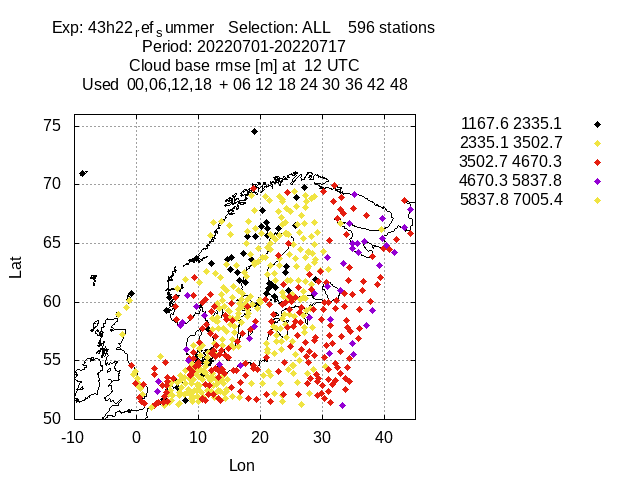 Exp: 43h22refsummer Selection: ALL 596 stations
Period: 20220701-20220717
Cloud base rmse [m] at 12 UTC
Used 00,06,12,18 + 06 12 18 24 30 36 42 48
1167.6 2335.1
2335.1 3502.7
3502.7 4670.3
4670.3 5837.8
5837.8 7005.4
75
70
65
60
55
50
Lat
-10 0 10 20 30 40
Lon